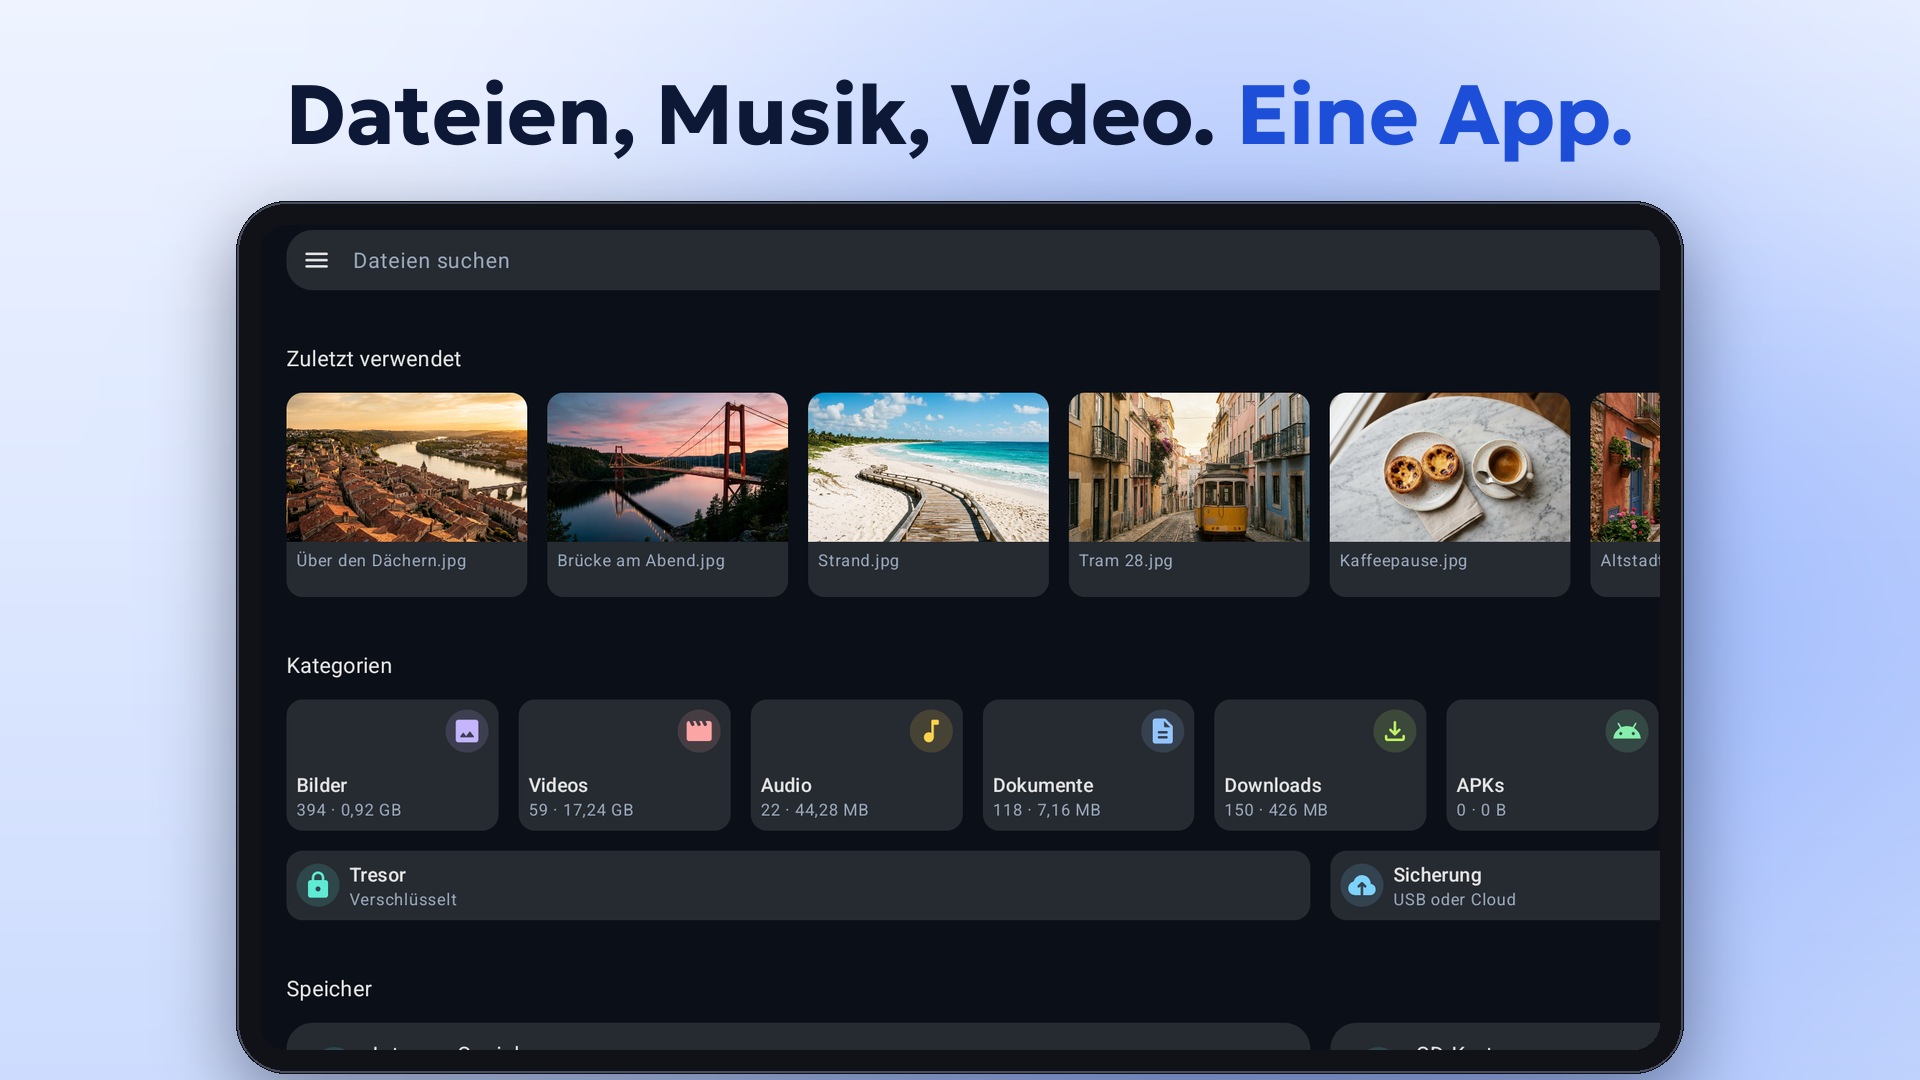 Dateien, Musik, Video. Eine App.
Dateien suchen
Zuletzt verwendet
Über den Dächern.jpg
Brücke am Abend.jpg
Strand.jpg
Tram 28.jpg
Kaffeepause.jpg
Kategorien
Bilder
394 · 0,92 GB
Videos
59 · 17,24 GB
Audio
22 · 44,28 MB
Dokumente
118 · 7,16 MB
Downloads
150 · 426 MB
APKs
0 · 0 B
Tresor
Verschlüsselt
Sicherung
USB oder Cloud
Speicher